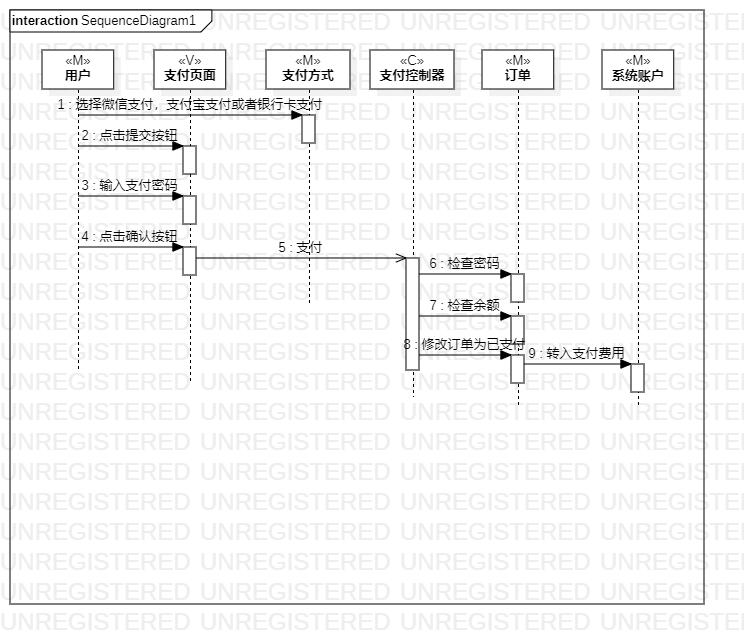 interaction SequenceDiagram1
«M» «V» «M» «C» «M» «M»
用户 支付页面 支付方式 支付控制器 订单 系统账户
1 : 选择微信支付，支付宝支付或者银行卡支付
2 : 点击提交按钮
3 : 输入支付密码
4 : 点击确认按钮
5 : 支付
6 : 检查密码
7 : 检查余额
8 : 修改订单为已支付
9 : 转入支付费用
UNREGISTERED